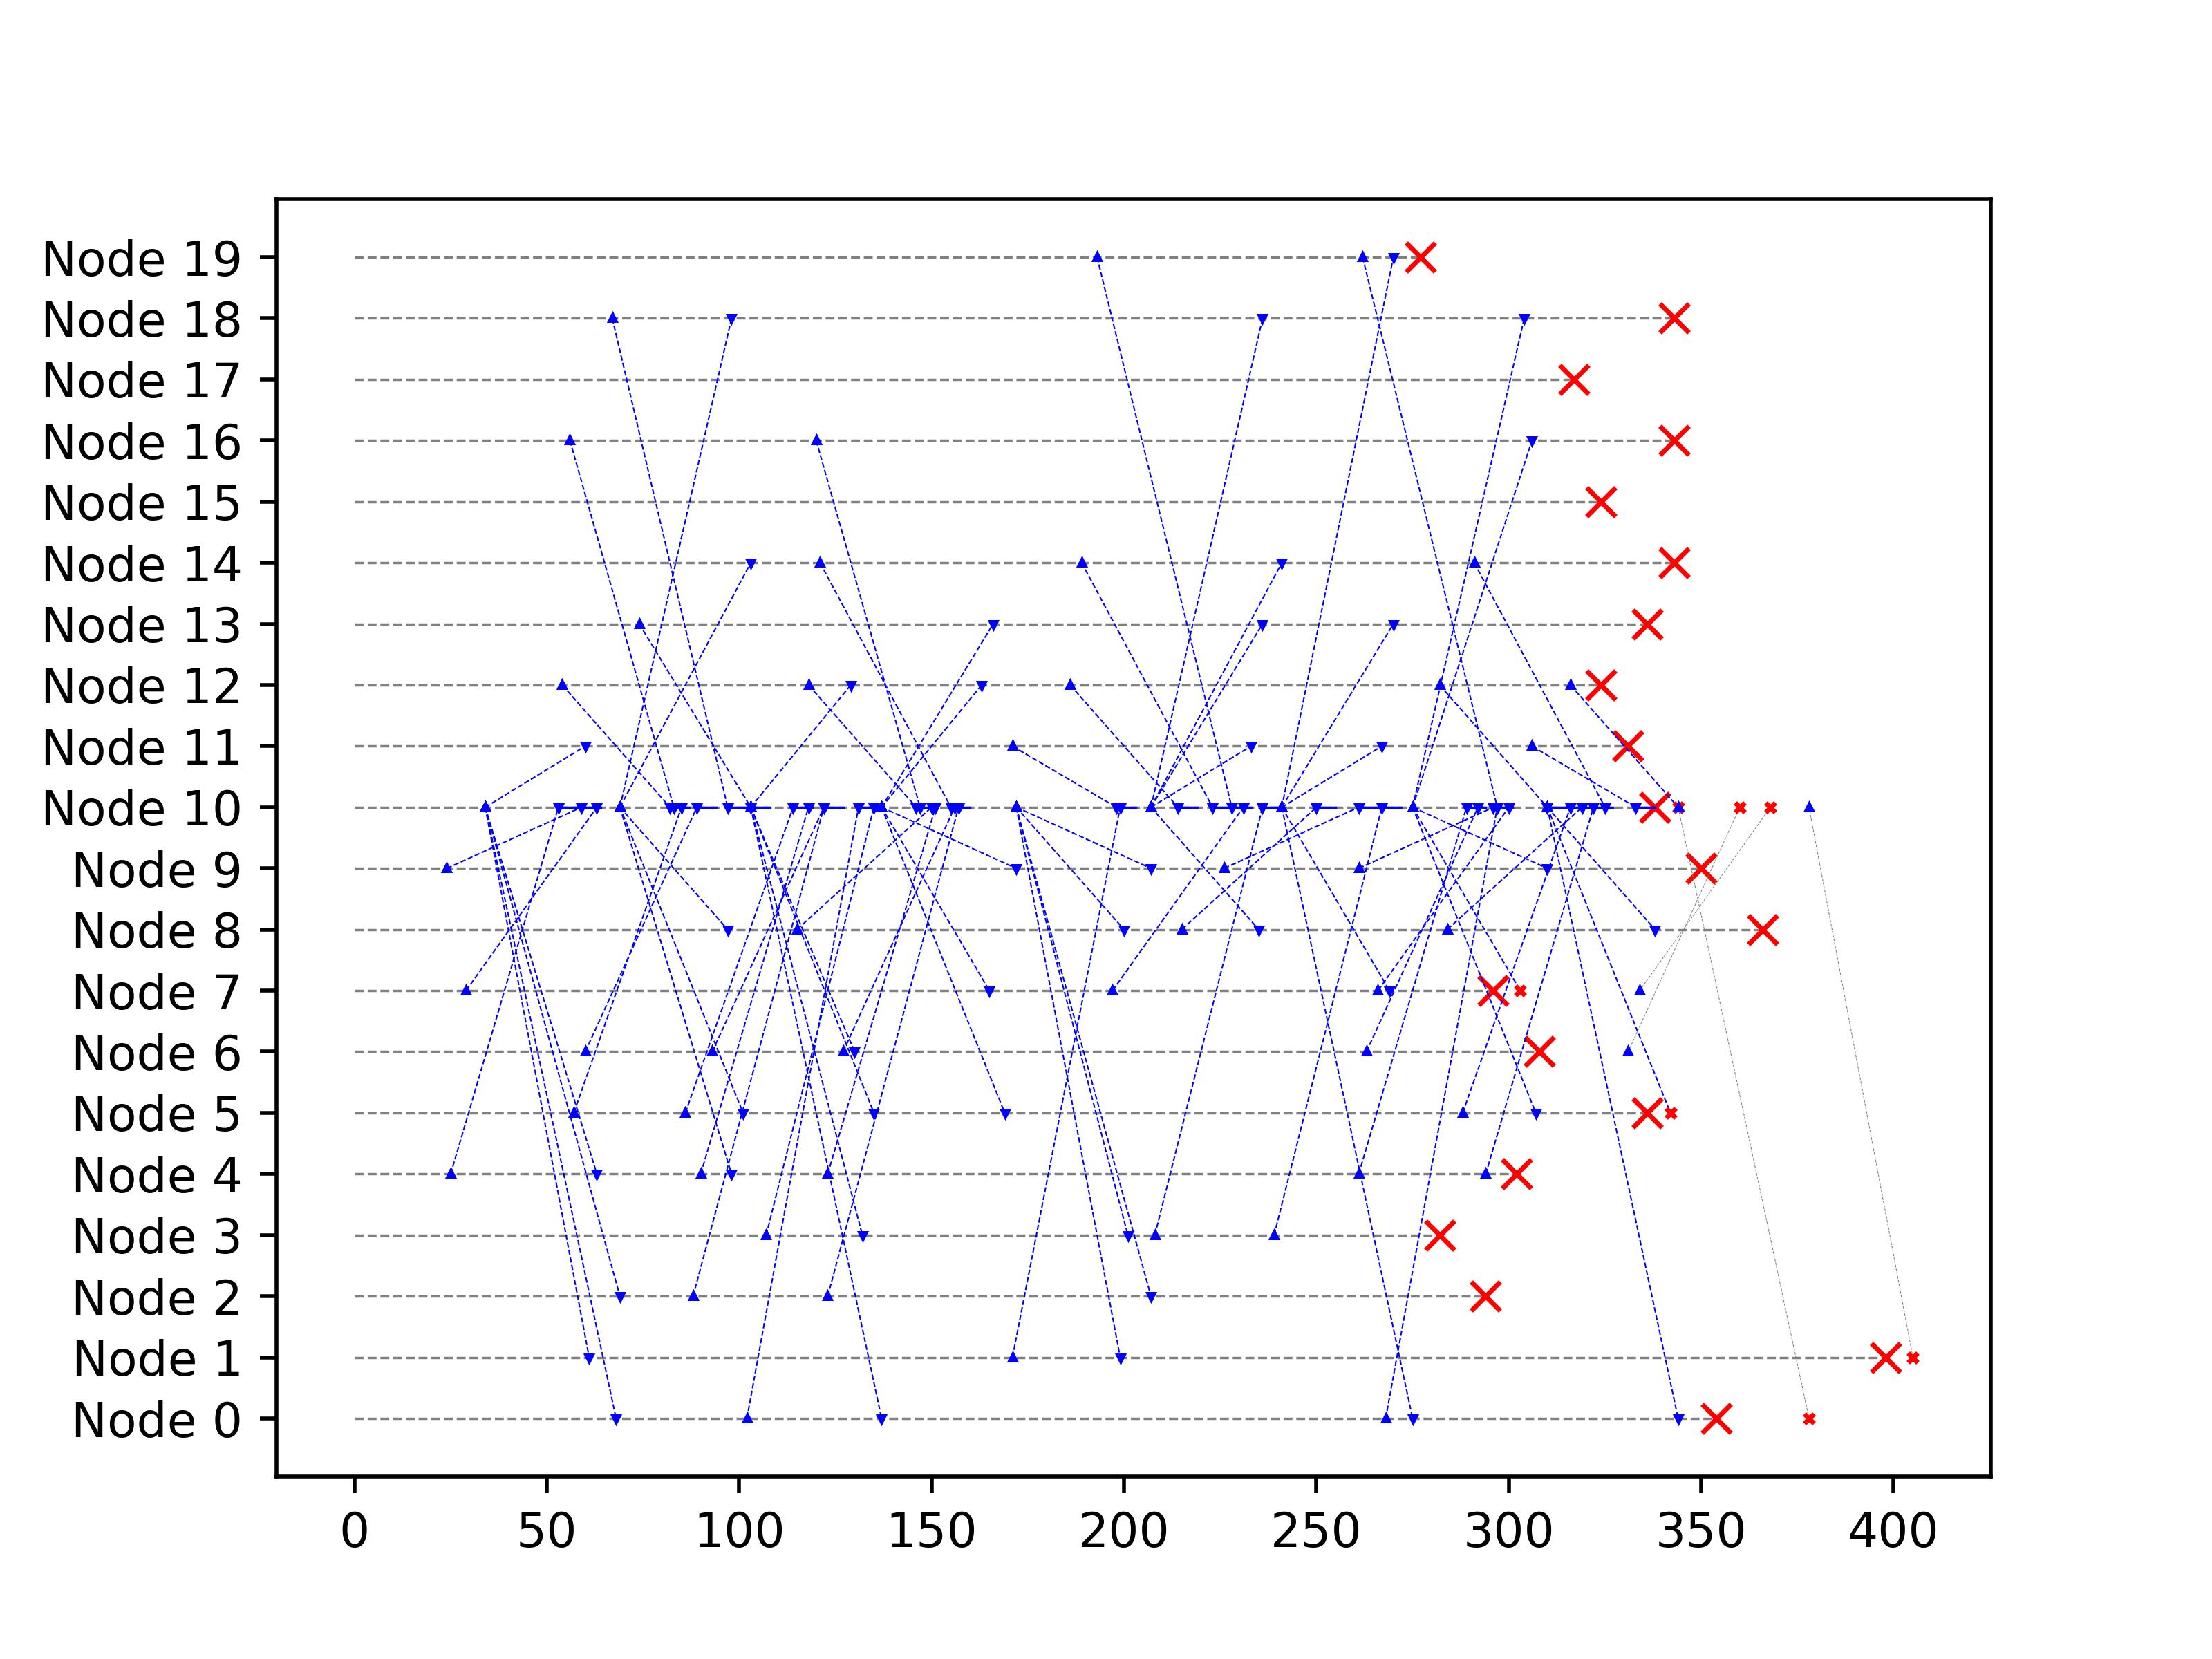 Node 19
Node 18
Node 17
Node 16
Node 15
Node 14
Node 13
Node 12
Node 11
Node 10
Node 9
Node 8
Node 7
Node 6
Node 5
Node 4
Node 3
Node 2
Node 1
Node 0
0 50 100 150 200 250 300 350 400